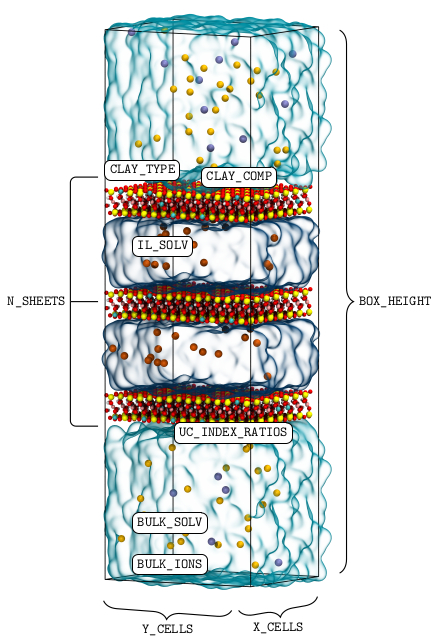 CLAY_TYPE
CLAY_COMP
IL_SOLV
N_SHEETS
BOX_HEIGHT
UC_INDEX_RATIOS
BULK_SOLV
BULK_IONS
Y_CELLS
X_CELLS